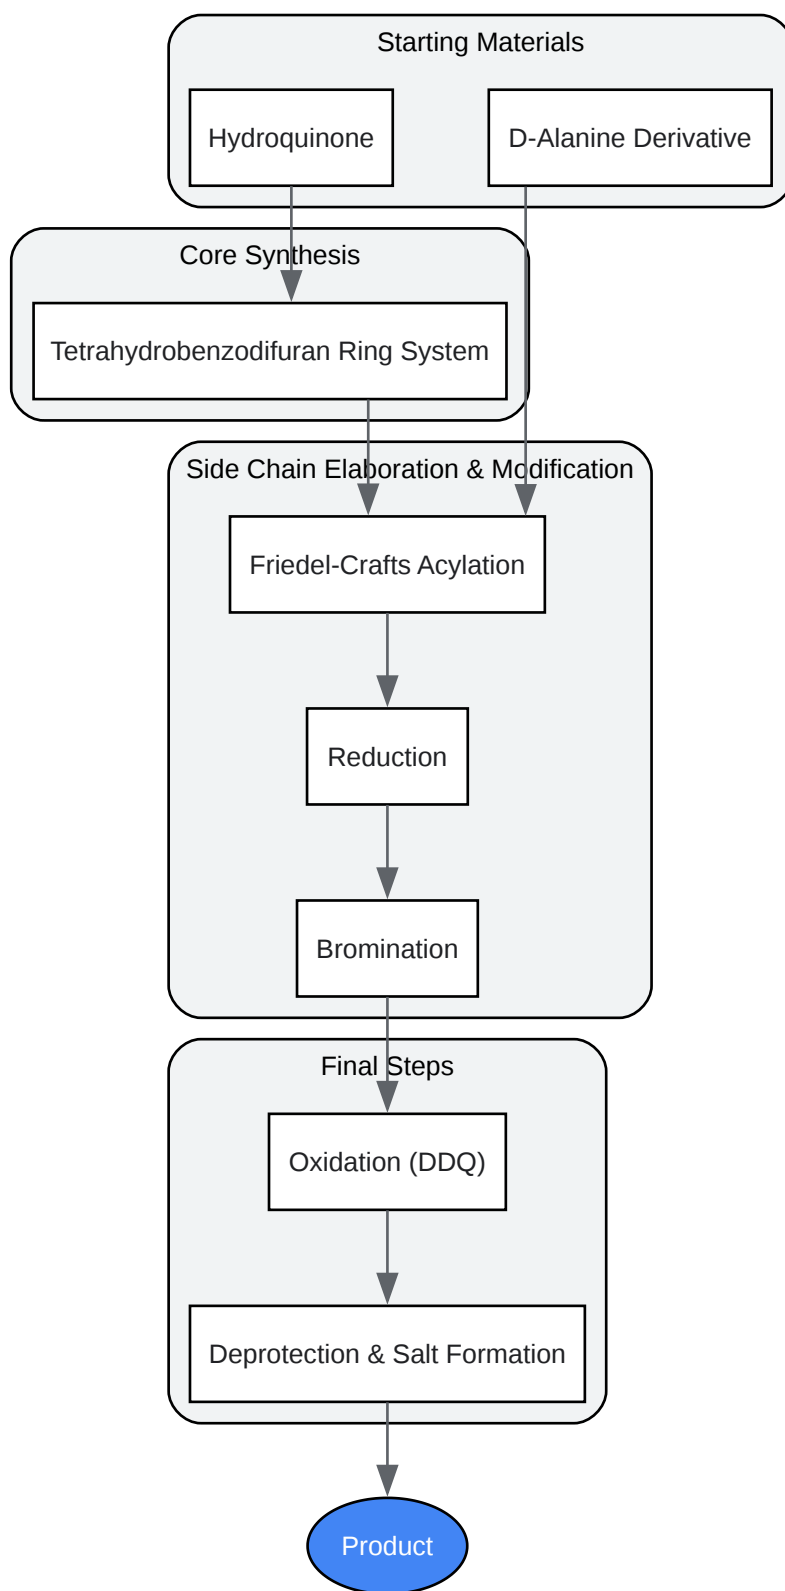 Starting Materials
Hydroquinone
D-Alanine Derivative
Core Synthesis
Tetrahydrobenzodifuran Ring System
Side Chain Elaboration & Modification
Friedel-Crafts Acylation
Reduction
Bromination
Final Steps
Oxidation (DDQ)
Deprotection & Salt Formation
Product